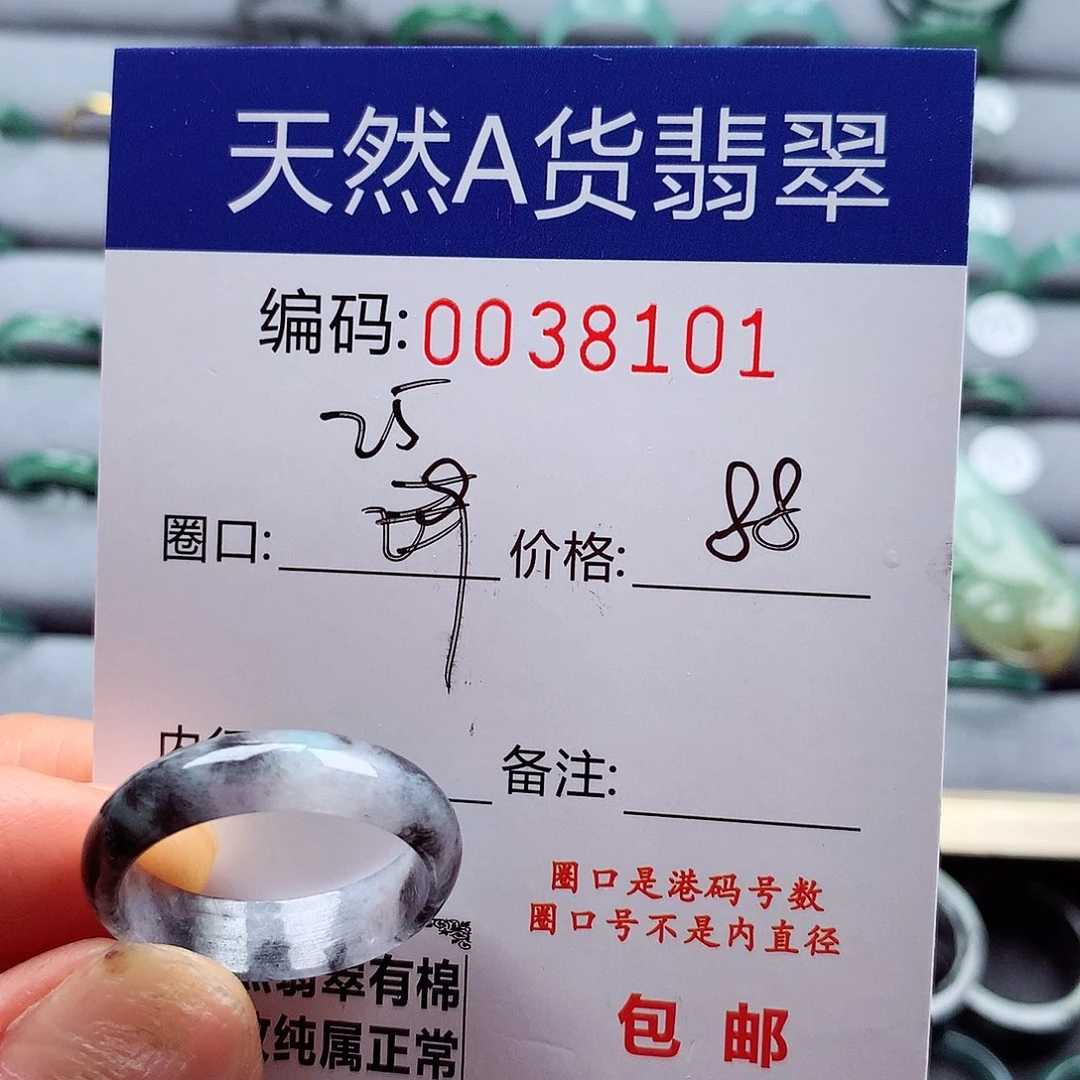 天然A货翡翠
编码:0038101
25
圈口: 价格: 88
备注:
圈口是港码号数
圈口号不是内直径
翡翠有棉
纯属正常
包邮